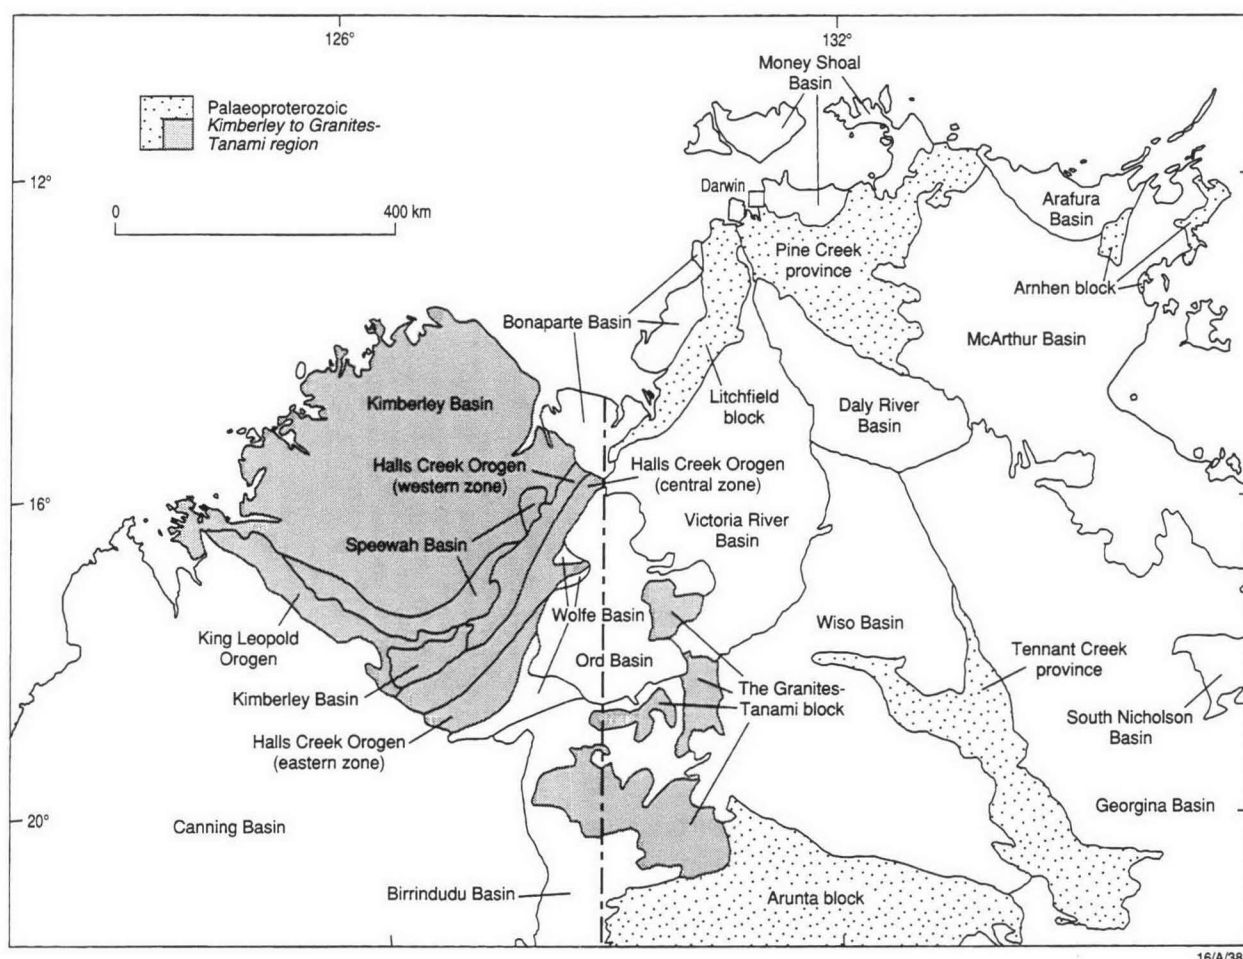 126°
132°
Money Shoal
Basin
Palaeoproterozoic
Kimberley to Granites-
Tanami region
12°
Darwin
0
400 km
Arafura
Basin
Pine Creek
province
Arnhen block
Bonaparte Basin
McArthur Basin
Kimberley Basin
Litchfield
block
Daly River
Basin
Halls Creek Orogen
(western zone)
Halls Creek Orogen
(central zone)
16°
Victoria River
Basin
Speewah Basin
Wolfe Basin
Wiso Basin
King Leopold
Orogen
Ord Basin
Tennant Creek
province
Kimberley Basin
The Granites-
Tanami block
South Nicholson
Basin
Halls Creek Orogen
(eastern zone)
Georgina Basin
20°
Canning Basin
Birrindudu Basin
Arunta block
16/A/38